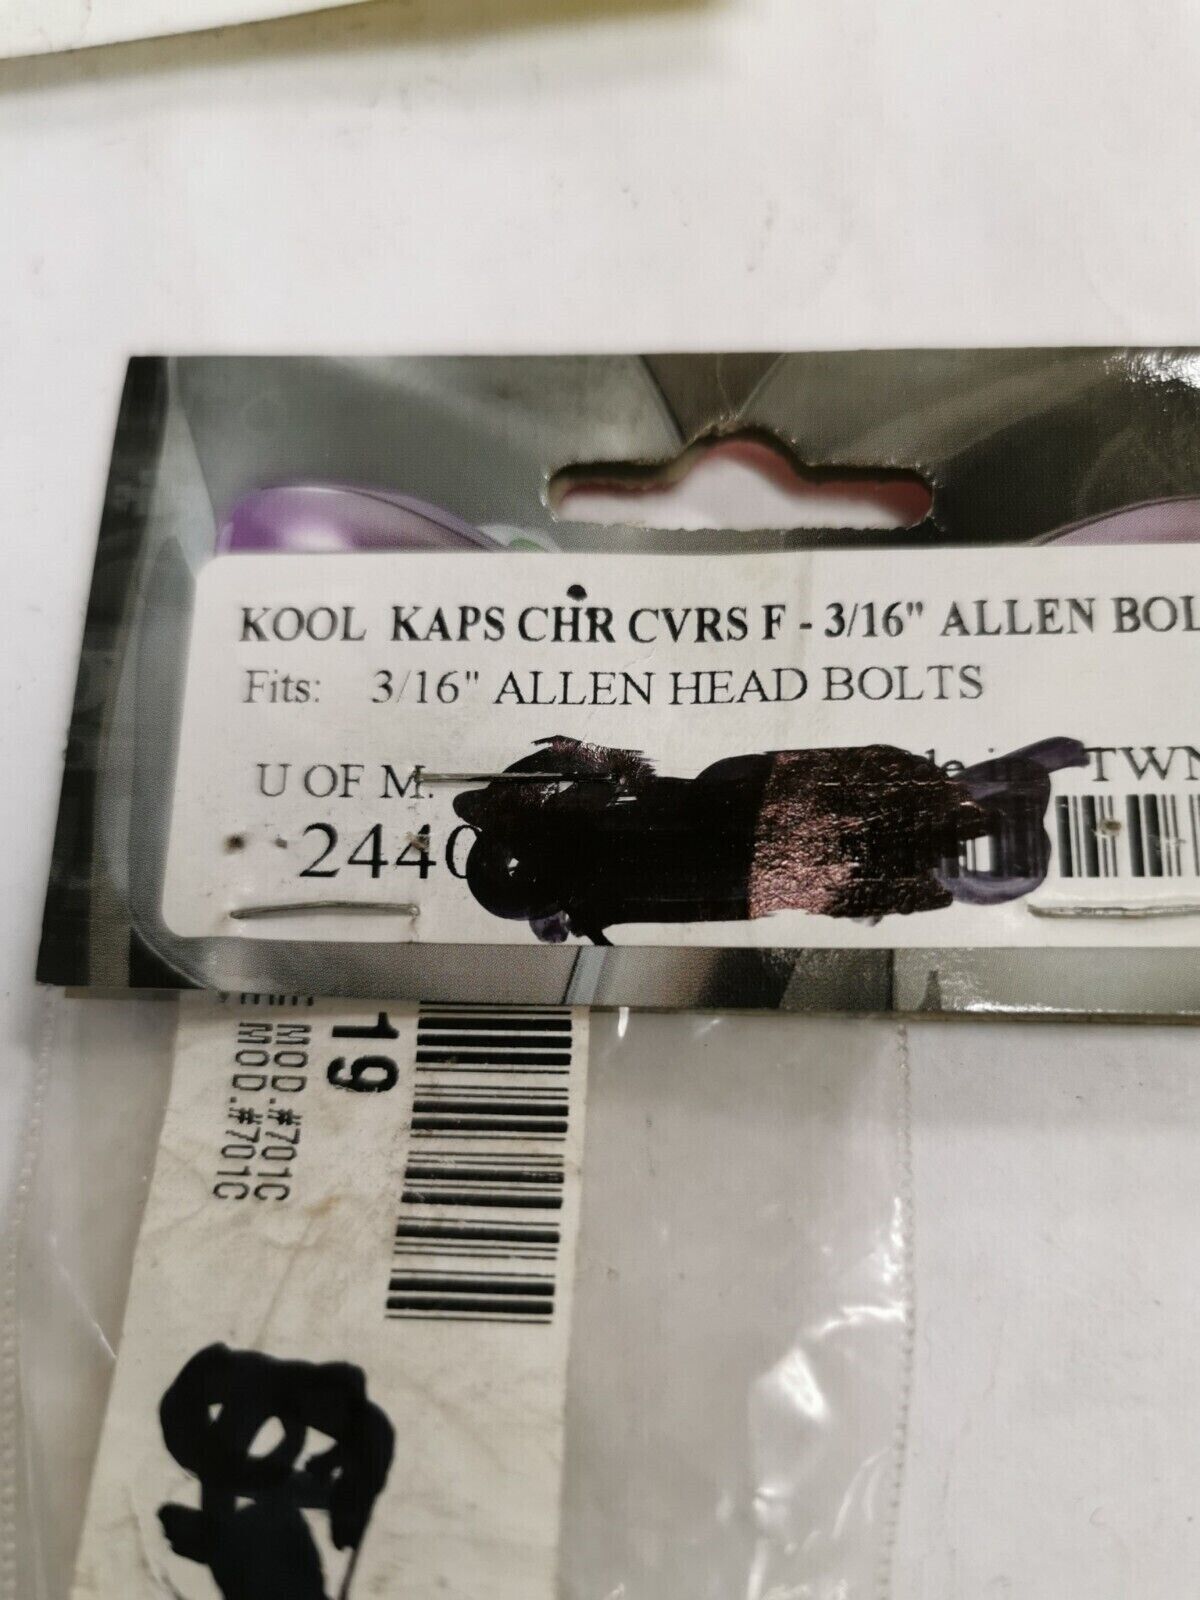 KOOL KAPS CHR CVRS F - 3/16" ALLEN BOL
Fits: 3/16" ALLEN HEAD BOLTS
U OF M. TWN
2440
19
MOD.#701C
MOD.#701C